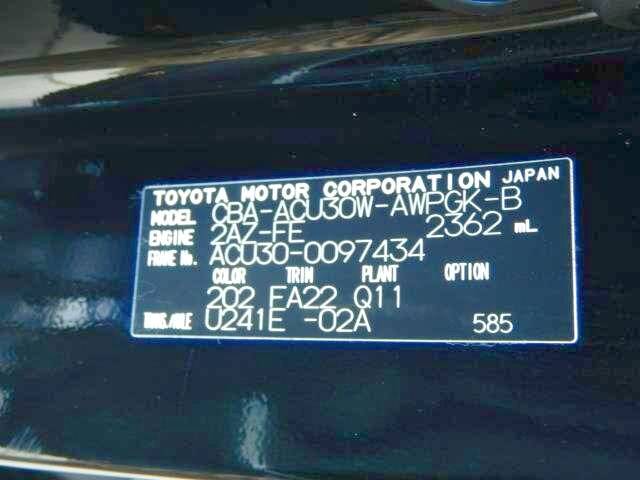 TOYOTA MOTOR CORPORATION JAPAN
MODEL CBA-ACU30W-AWPGK-B
ENGINE 2AZ-FE 2362 mL
FRAME No. ACU30-0097434
COLOR TRIM PLANT OPTION
202 FA22 Q11
TRANS./AXLE U241E -02A 585